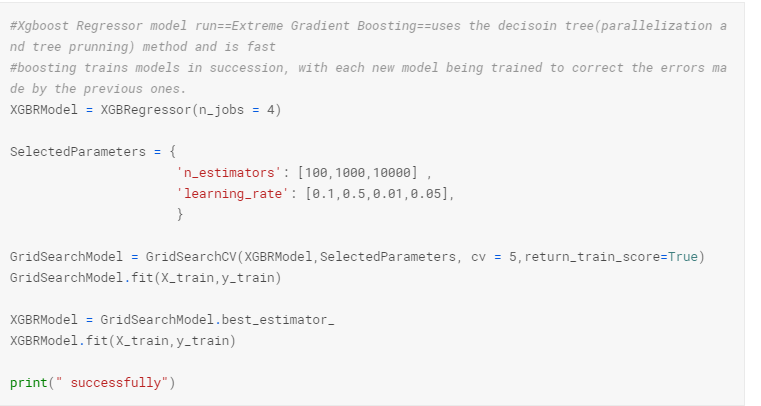 #Xgboost Regressor model run==Extreme Gradient Boosting==uses the decisoin tree(parallelization a
nd tree prunning) method and is fast
#boosting trains models in succession, with each new model being trained to correct the errors ma
de by the previous ones.
XGBRModel = XGBRegressor(n_jobs = 4)
SelectedParameters = {
'n_estimators': [100,1000,10000] ,
'learning_rate': [0.1,0.5,0.01,0.05],
}
GridSearchModel = GridSearchCV(XGBRModel,SelectedParameters, cv = 5,return_train_score=True)
GridSearchModel.fit(X_train,y_train)
XGBRModel = GridSearchModel.best_estimator_
XGBRModel.fit(X_train,y_train)
print(" successfully")